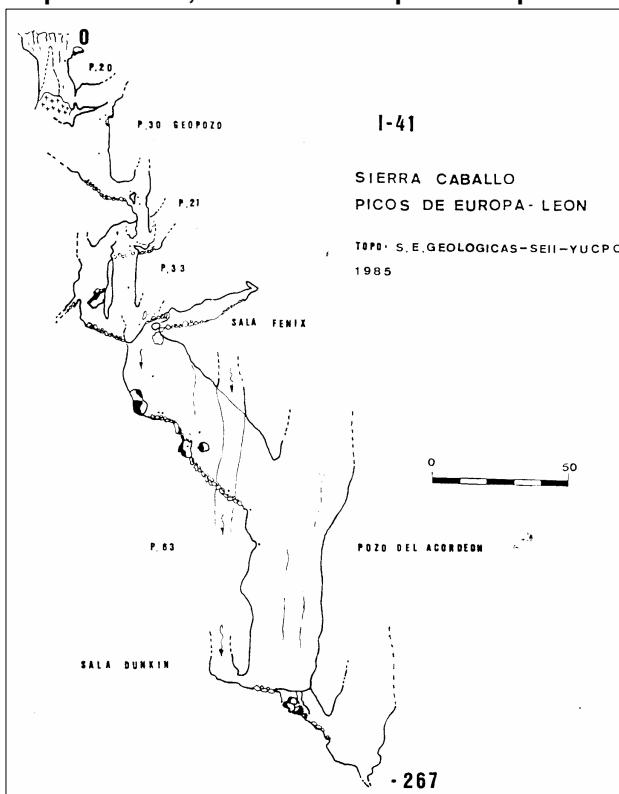 0
P.20
P.30 GEOPOZO
I-41
SIERRA CABALLO
PICOS DE EUROPA-LEON
P.21
TOPO: S.E.GEOLOGICAS-SEII-YUCPC
1985
P.33
SALA FENIX
0 50
P.63
POZO DEL ACORDEON
SALA DUNKIN
-267